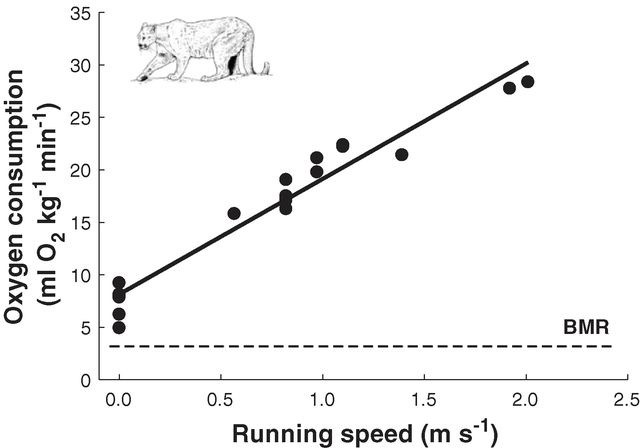 35
30
25
20
15
10
5
0
Oxygen consumption
(ml O₂ kg⁻¹ min⁻¹)
BMR
0.0 0.5 1.0 1.5 2.0 2.5
Running speed (m s⁻¹)